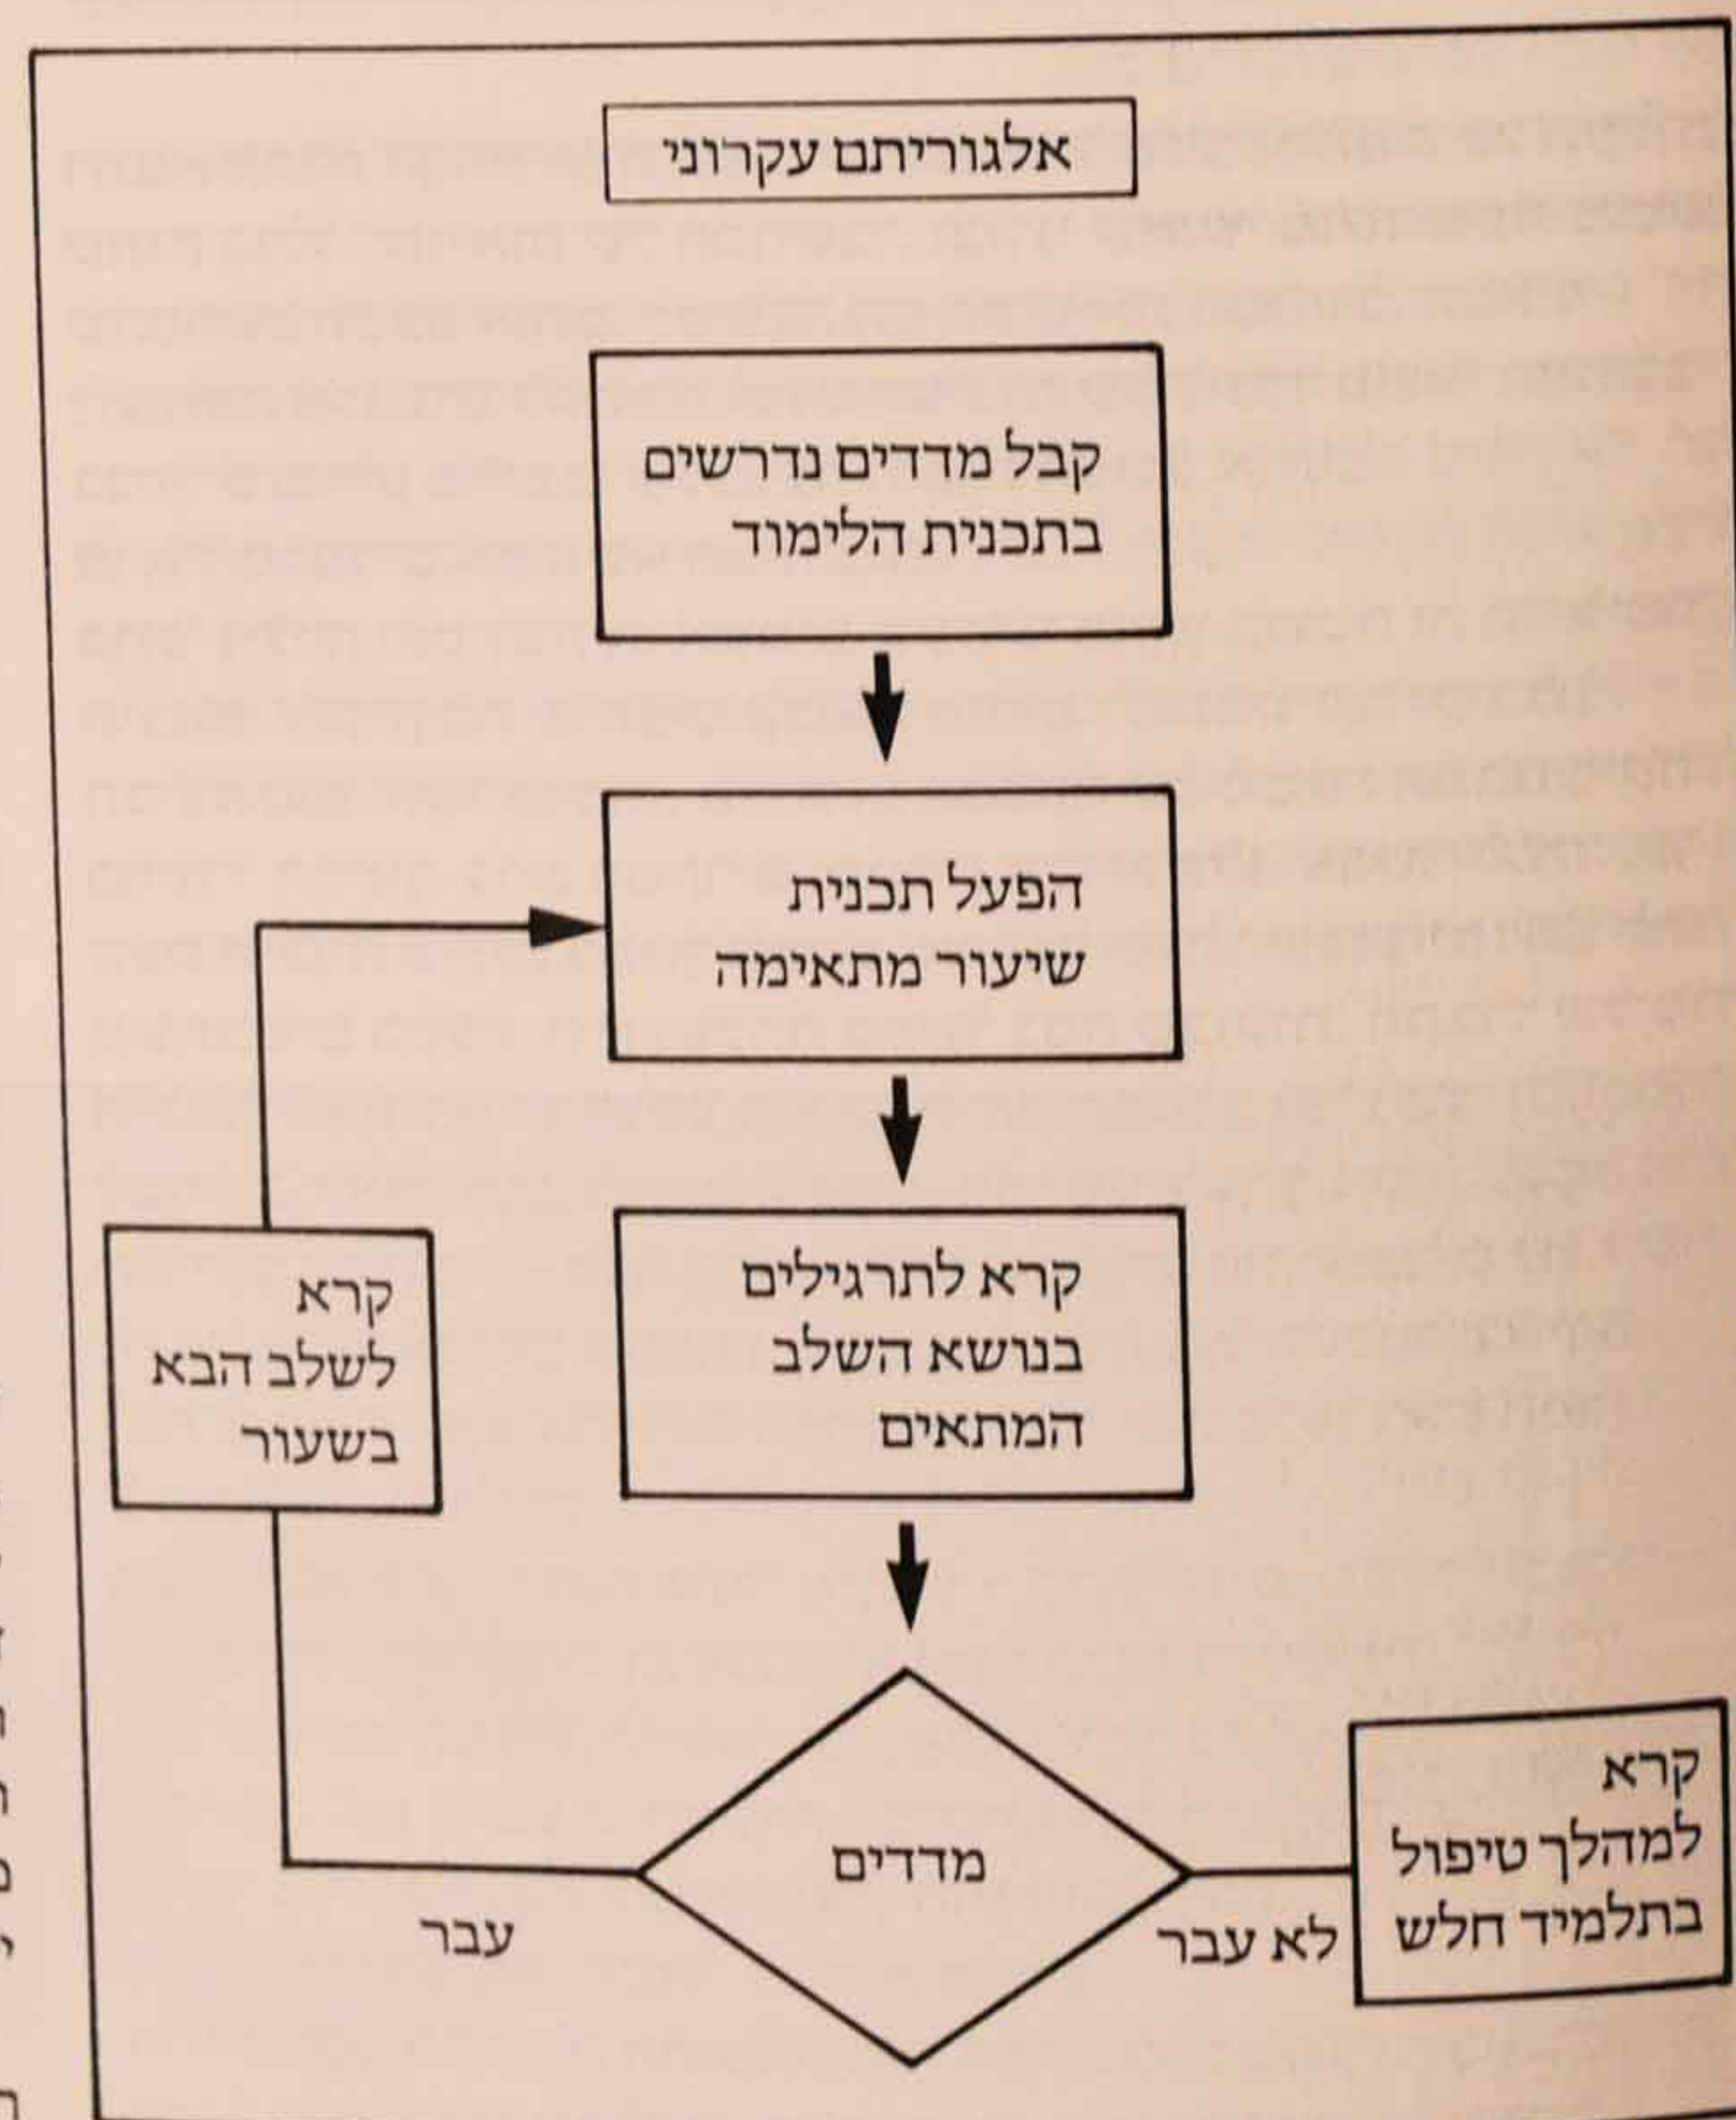 אלגוריתם עקרוני
קבל מדדים נדרשים
בתכנית הלימוד
הפעל תכנית
שיעור מתאימה
קרא לתרגילים
בנושא השלב
המתאים
קרא
לשלב הבא
בשעור
מדדים
עבר
לא עבר
קרא
למהלך טיפול
בתלמיד חלש